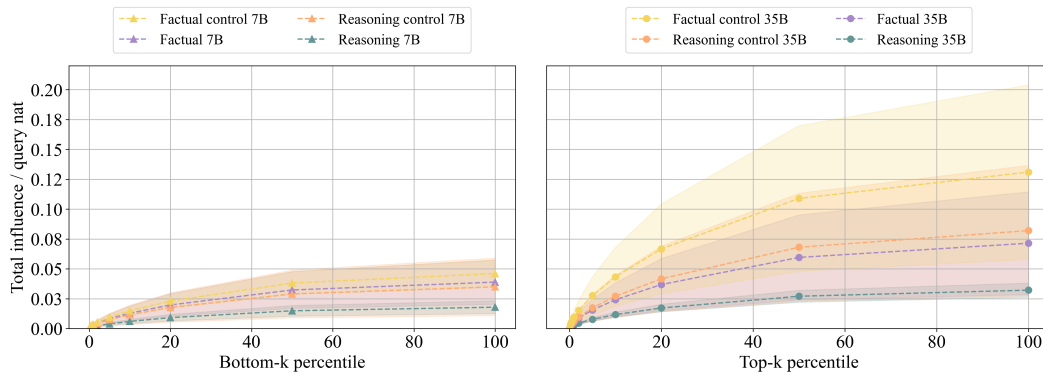 Factual control 7B
Reasoning control 7B
Factual 7B
Reasoning 7B
Factual control 35B
Factual 35B
Reasoning control 35B
Reasoning 35B
Total influence / query nat
0.20
0.18
0.15
0.12
0.10
0.08
0.05
0.03
0.00
0 20 40 60 80 100
Bottom-k percentile
0 20 40 60 80 100
Top-k percentile